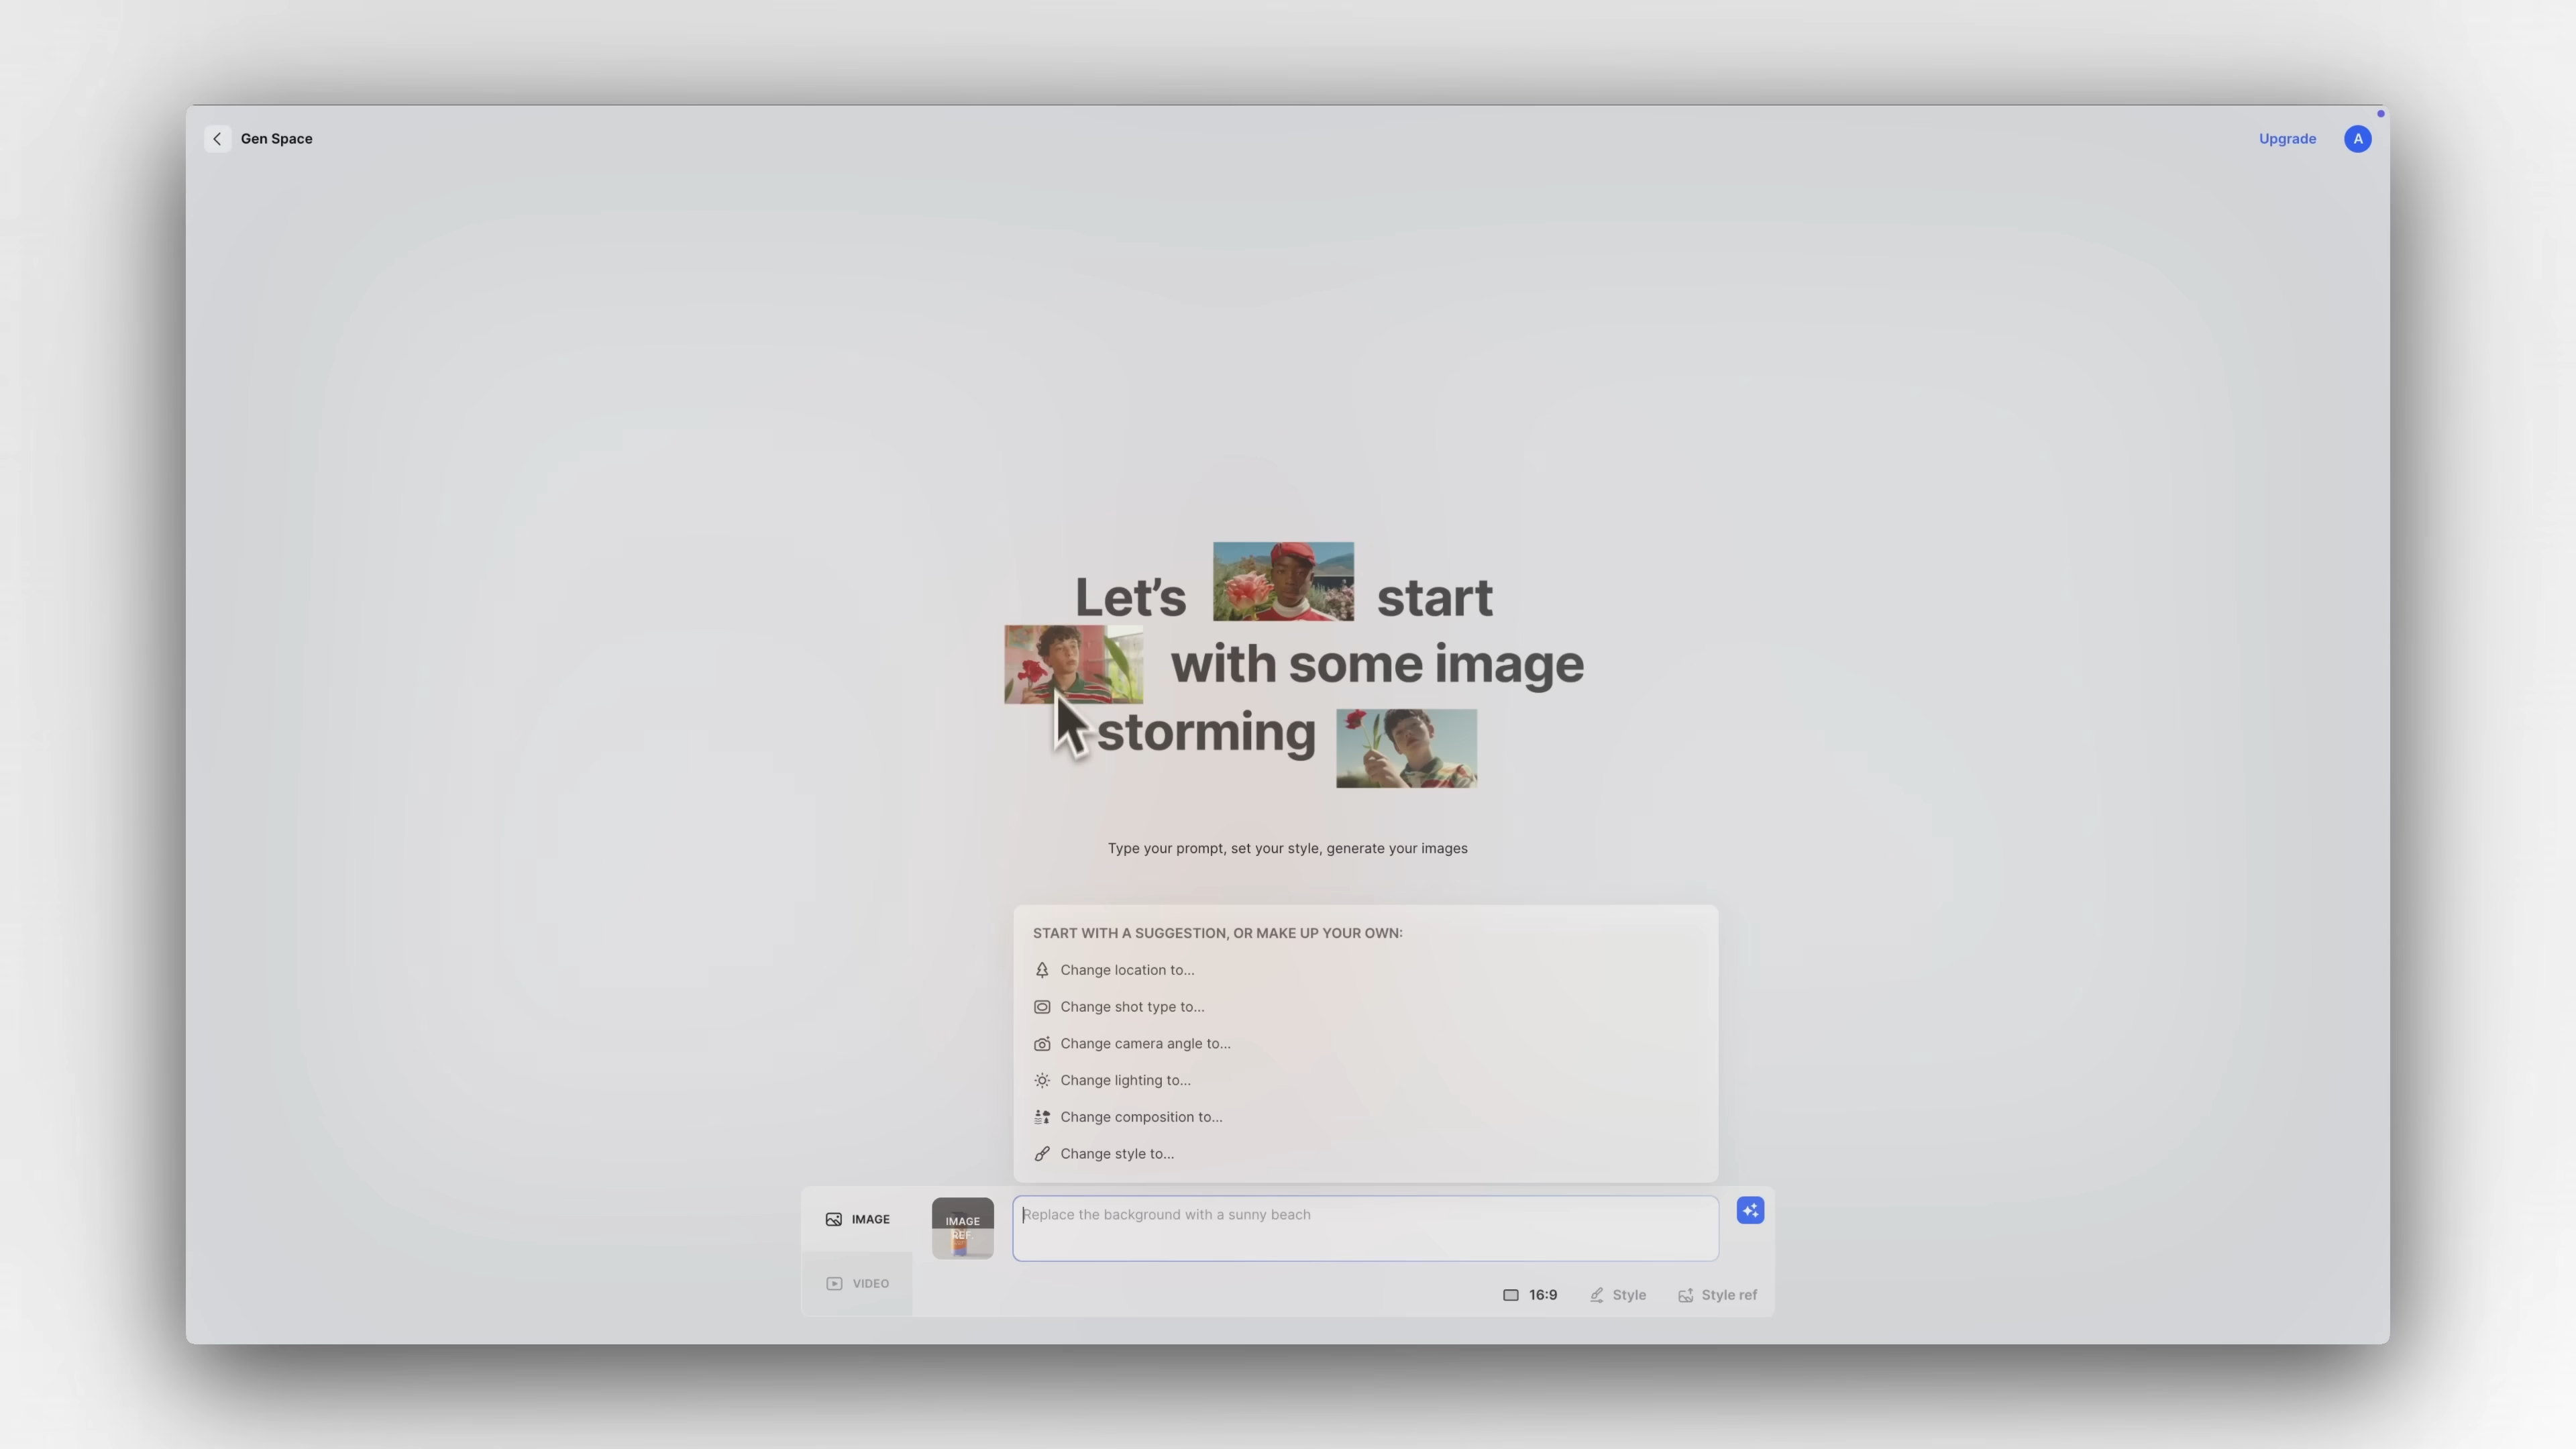 Gen Space
Upgrade
A
Let's start
with some image
storming
Type your prompt, set your style, generate your images
START WITH A SUGGESTION, OR MAKE UP YOUR OWN:
Change location to...
Change shot type to...
Change camera angle to...
Change lighting to...
Change composition to...
Change style to...
IMAGE
IMAGE
REF.
Replace the background with a sunny beach
VIDEO
16:9
Style
Style ref